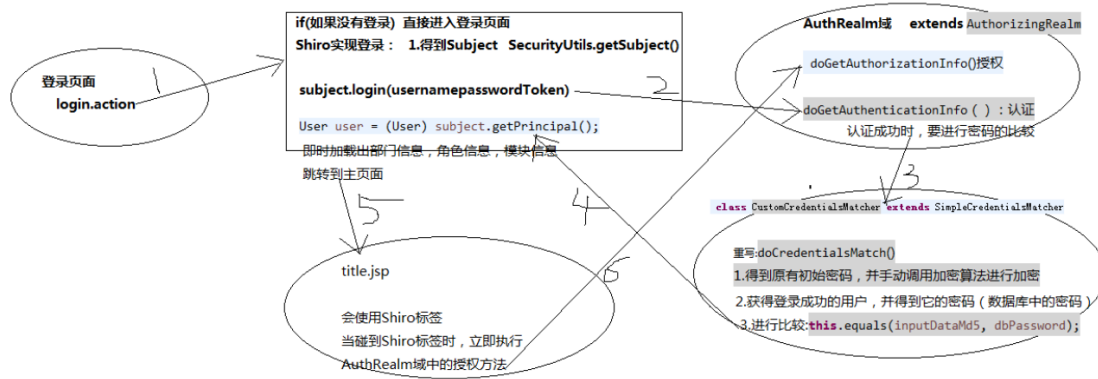 登录页面
login.action
1
if(如果没有登录) 直接进入登录页面
Shiro实现登录： 1.得到Subject SecurityUtils.getSubject()
subject.login(usernamepasswordToken)
2
User user = (User) subject.getPrincipal();
即时加载出部门信息，角色信息，模块信息
跳转到主页面
AuthRealm域 extends AuthorizingRealm
doGetAuthorizationInfo()授权
doGetAuthenticationInfo ( ) ：认证
认证成功时，要进行密码的比较
3
class CustomCredentialsMatcher extends SimpleCredentialsMatcher
重写:doCredentialsMatch()
1.得到原有初始密码，并手动调用加密算法进行加密
2.获得登录成功的用户，并得到它的密码（数据库中的密码）
3.进行比较:this.equals(inputDataMd5, dbPassword);
4
5
title.jsp
会使用Shiro标签
当碰到Shiro标签时，立即执行
AuthRealm域中的授权方法
6